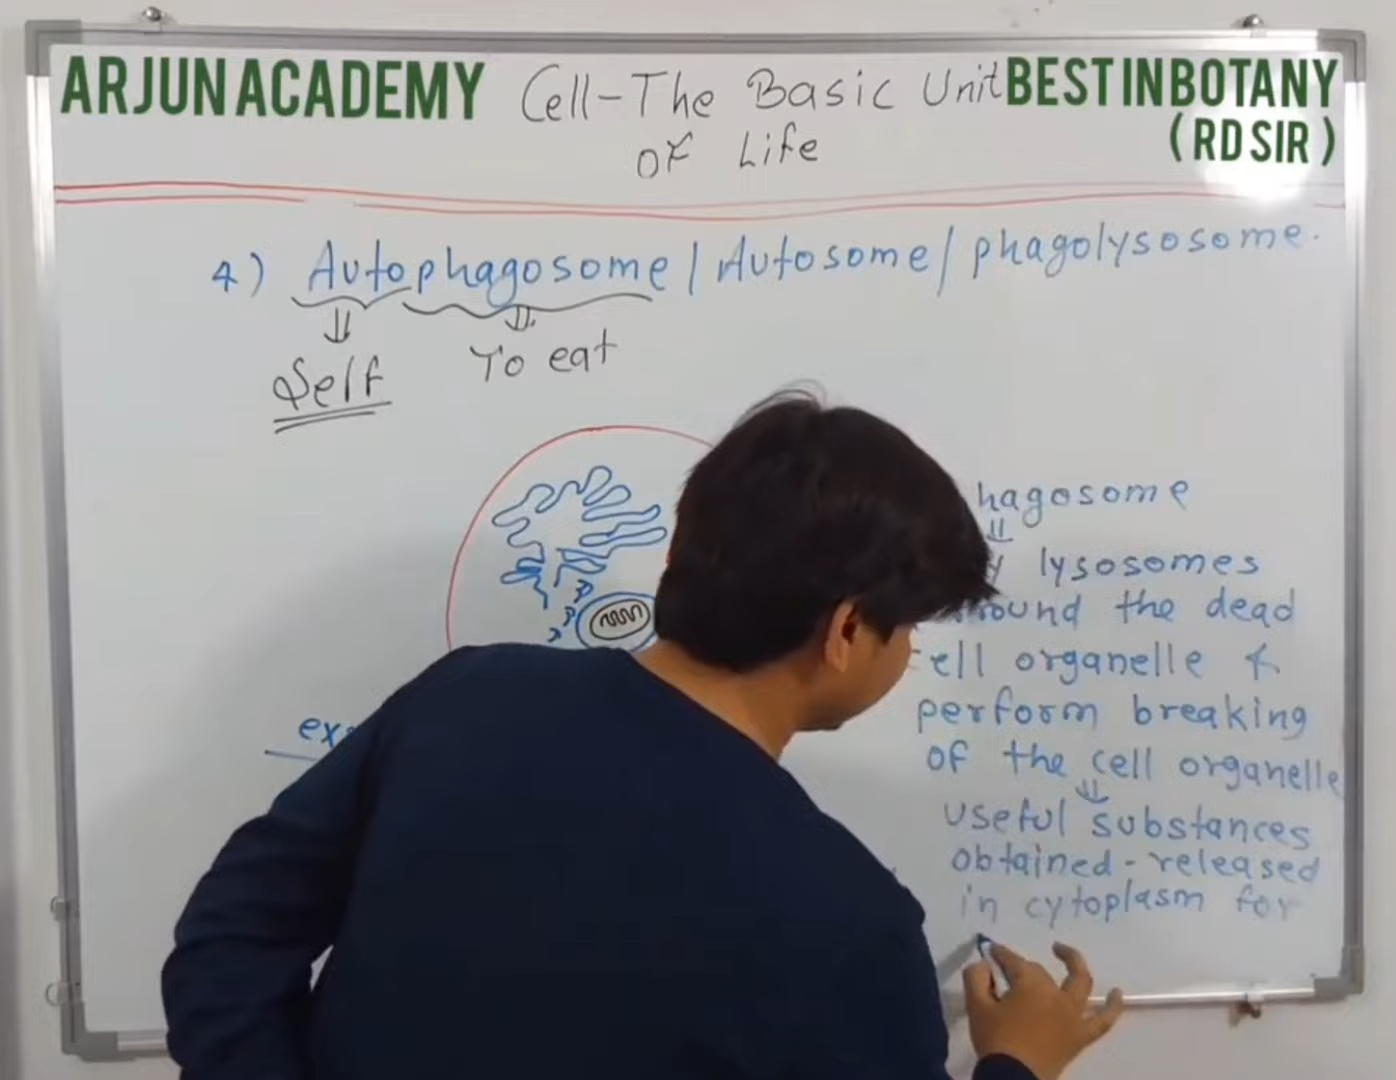 ARJUN ACADEMY
Cell-The Basic Unit
of Life
BEST IN BOTANY
( RD SIR )
4) Autophagosome / Autosome / phagolysosome.
Self
To eat
hagosome
lysosomes
the dead
organelle &
perform breaking
of the cell organelle
useful substances
obtained - released
in cytoplasm for